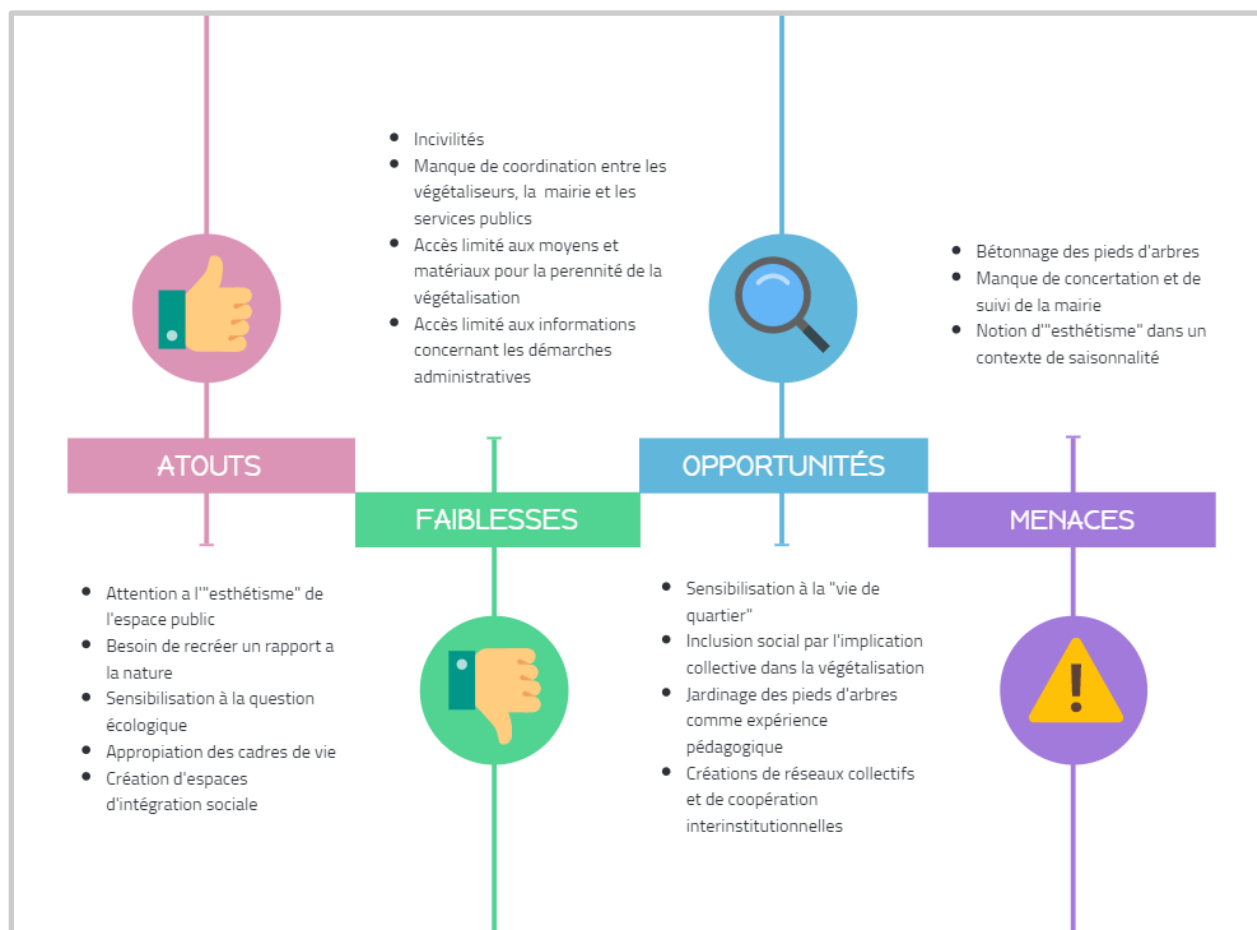 ATOUTS
• Attention a l'"esthétisme" de
l'espace public
• Besoin de recréer un rapport a
la nature
• Sensibilisation à la question
écologique
• Appropiation des cadres de vie
• Création d'espaces
d'intégration sociale
• Incivilités
• Manque de coordination entre les
végétaliseurs, la mairie et les
services publics
• Accès limité aux moyens et
matériaux pour la perennité de la
végétalisation
• Accès limité aux informations
concernant les démarches
administratives
FAIBLESSES
OPPORTUNITÉS
• Sensibilisation à la "vie de
quartier"
• Inclusion social par l'implication
collective dans la végétalisation
• Jardinage des pieds d'arbres
comme expérience
pédagogique
• Créations de réseaux collectifs
et de coopération
interinstitutionnelles
• Bétonnage des pieds d'arbres
• Manque de concertation et de
suivi de la mairie
• Notion d'"esthétisme" dans un
contexte de saisonnalité
MENACES